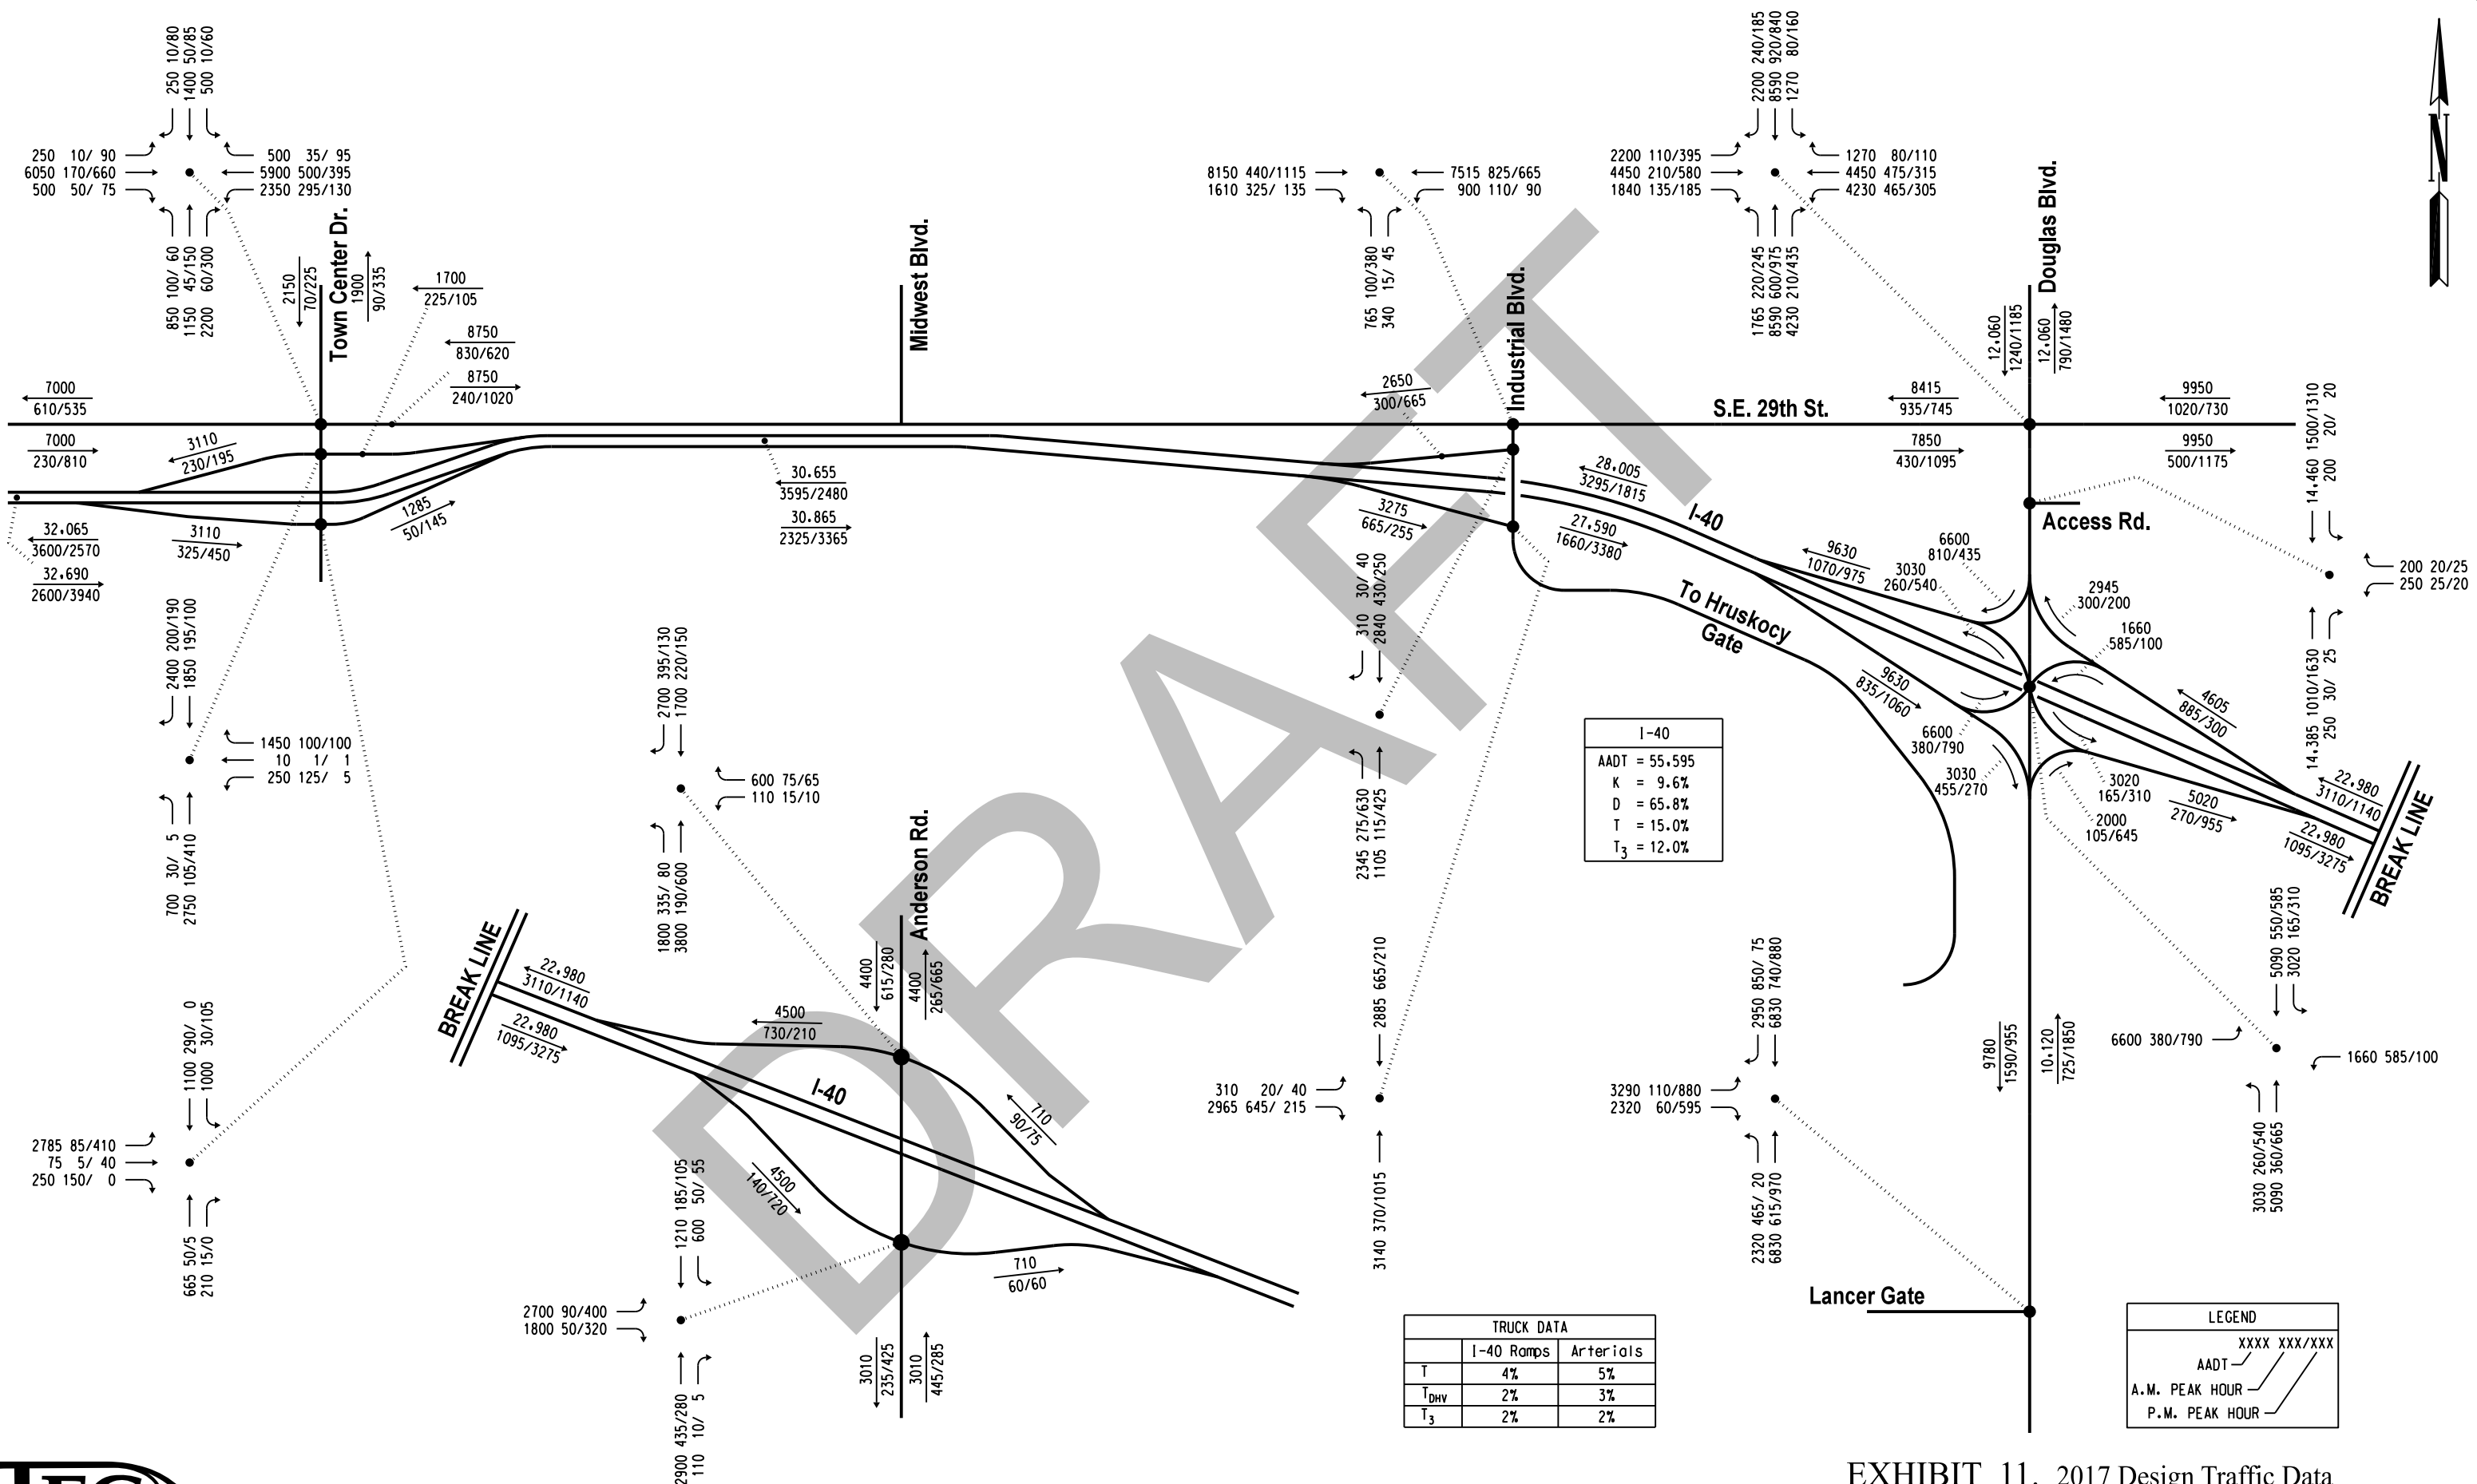 250 10/80
1400 50/85
500 10/60
250 10/ 90
6050 170/660
500 50/ 75
500 35/ 95
5900 500/395
2350 295/130
850 100/ 60
1150 45/150
2200 60/300
2150
70/225
Town Center Dr.
1900
90/335
1700
225/105
8750
830/620
8750
240/1020
7000
610/535
7000
230/810
3110
230/195
1285
50/145
32.065
3600/2570
3110
325/450
32.690
2600/3940
Midwest Blvd.
30.655
3595/2480
30.865
2325/3365
8150 440/1115
1610 325/ 135
7515 825/665
900 110/ 90
765 100/380
340 15/ 45
Industrial Blvd.
2650
300/665
3275
665/255
28.005
3295/1815
27.590
1660/3380
I-40
S.E. 29th St.
2200 240/185
8590 920/840
1270 80/160
2200 110/395
4450 210/580
1840 135/185
1270 80/110
4450 475/315
4230 465/305
1765 220/245
8590 600/975
4230 210/435
Douglas Blvd.
12.060
1240/1185
12.060
790/1480
8415
935/745
7850
430/1095
9950
1020/730
9950
500/1175
N
Access Rd.
14.460 1500/1310
200 20/ 20
200 20/25
250 25/20
14.385 1010/1630
250 30/ 25
9630
1070/975
6600
810/435
3030
260/540
2945
300/200
1660
585/100
4605
885/300
9630
835/1060
6600
380/790
3030
455/270
3020
165/310
2000
105/645
5020
270/955
22.980
3110/1140
22.980
1095/3275
BREAK LINE
To Hruskocy
Gate
2400 200/190
1850 195/100
1450 100/100
10 1/ 1
250 125/ 5
700 30/ 5
2750 105/410
2700 395/130
1700 220/150
600 75/65
110 15/10
1800 335/ 80
3800 190/600
310 30/ 40
2840 430/250
2345 275/630
1105 115/425
I-40
AADT = 55.595
K = 9.6%
D = 65.8%
T = 15.0%
T3 = 12.0%
Anderson Rd.
4400
615/280
4400
265/665
BREAK LINE
22.980
3110/1140
22.980
1095/3275
4500
730/210
I-40
710
90/75
4500
140/720
710
60/60
3010
235/425
3010
445/285
1100 290/ 0
1000 30/105
2785 85/410
75 5/ 40
250 150/ 0
665 50/5
210 15/0
1210 185/105
600 50/ 55
2700 90/400
1800 50/320
2900 435/280
110 10/ 5
2885 665/210
310 20/ 40
2965 645/ 215
3140 370/1015
2950 850/ 75
6830 740/880
3290 110/880
2320 60/595
2320 465/ 20
6830 615/970
9780
1590/955
10.120
725/1850
5090 550/585
3020 165/310
6600 380/790
1660 585/100
3030 260/540
5090 360/665
Lancer Gate
TRUCK DATA
I-40 Ramps Arterials
T 4% 5%
TDHV 2% 3%
T3 2% 2%
LEGEND
XXXX XXX/XXX
AADT
A.M. PEAK HOUR
P.M. PEAK HOUR
DRAFT
EXHIBIT 11. 2017 Design Traffic Data